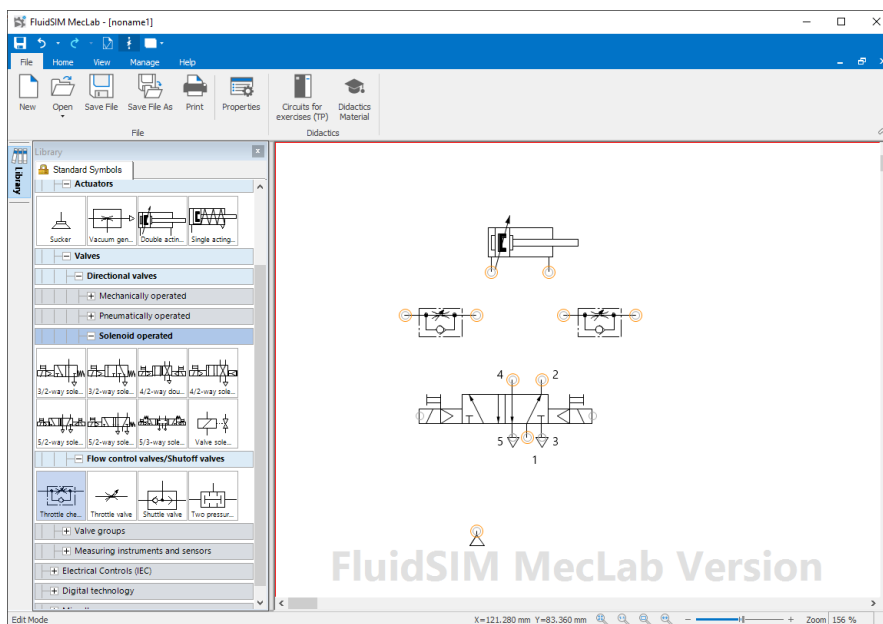 FluidSIM MecLab - [noname1]
File Home View Manage Help
New Open Save File Save File As Print Properties Circuits for exercises (TP) Didactics Material
File Didactics
Library
Library
Standard Symbols
Actuators
Sucker Vacuum gen... Double actin... Single acting...
Valves
Directional valves
Mechanically operated
Pneumatically operated
Solenoid operated
3/2-way sole... 3/2-way sole... 4/2-way dou... 4/2-way sole...
5/2-way sole... 5/2-way sole... 5/3-way sole... Valve sole...
Flow control valves/Shutoff valves
Throttle che... Throttle valve Shuttle valve Two pressur...
Valve groups
Measuring instruments and sensors
Electrical Controls (IEC)
Digital technology
4 2
5 3
1
FluidSIM MecLab Version
Edit Mode X=121.280 mm Y=83.360 mm Zoom 156 %